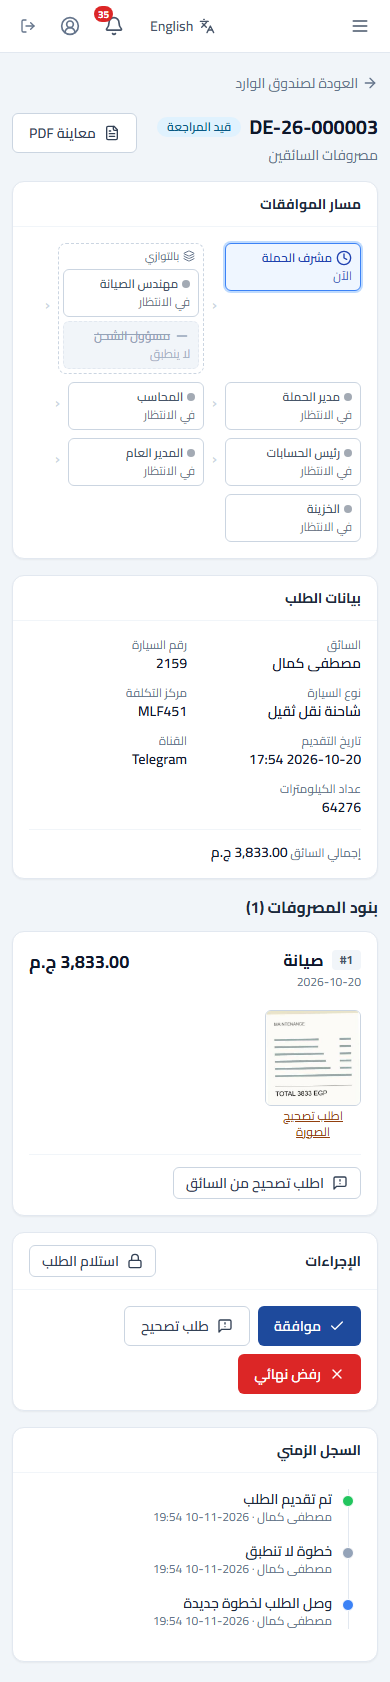 English
35
العودة لصندوق الوارد
DE-26-000003
قيد المراجعة
معاينة PDF
مصروفات السائقين
مسار الموافقات
مشرف الحملة
الآن
بالتوازي
مهندس الصيانة
في الانتظار
مسؤول الشحن
لا ينطبق
مدير الحملة
في الانتظار
المحاسب
في الانتظار
رئيس الحسابات
في الانتظار
المدير العام
في الانتظار
الخزينة
في الانتظار
بيانات الطلب
السائق
مصطفى كمال
رقم السيارة
2159
نوع السيارة
شاحنة نقل ثقيل
مركز التكلفة
MLF451
تاريخ التقديم
2026-10-20 17:54
القناة
Telegram
عداد الكيلومترات
64276
إجمالي السائق 3,833.00 ج.م
بنود المصروفات (1)
#1
صيانة
3,833.00 ج.م
2026-10-20
MAINTENANCE
TOTAL 3833 EGP
اطلب تصحيح
الصورة
اطلب تصحيح من السائق
الإجراءات
استلام الطلب
موافقة
طلب تصحيح
رفض نهائي
السجل الزمني
تم تقديم الطلب
مصطفى كمال · 2026-11-10 19:54
خطوة لا تنطبق
مصطفى كمال · 2026-11-10 19:54
وصل الطلب لخطوة جديدة
مصطفى كمال · 2026-11-10 19:54